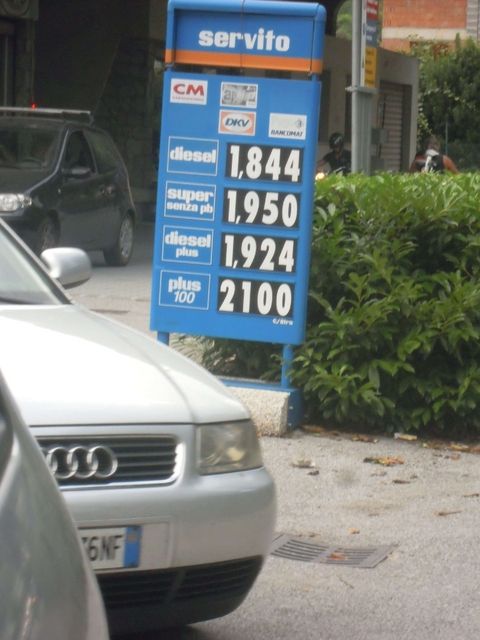 servito
CM
DKV
BANCOMAT
diesel 1,844
super
senza pb 1,950
diesel
plus 1,924
plus
100 2100
€/litro
6NF